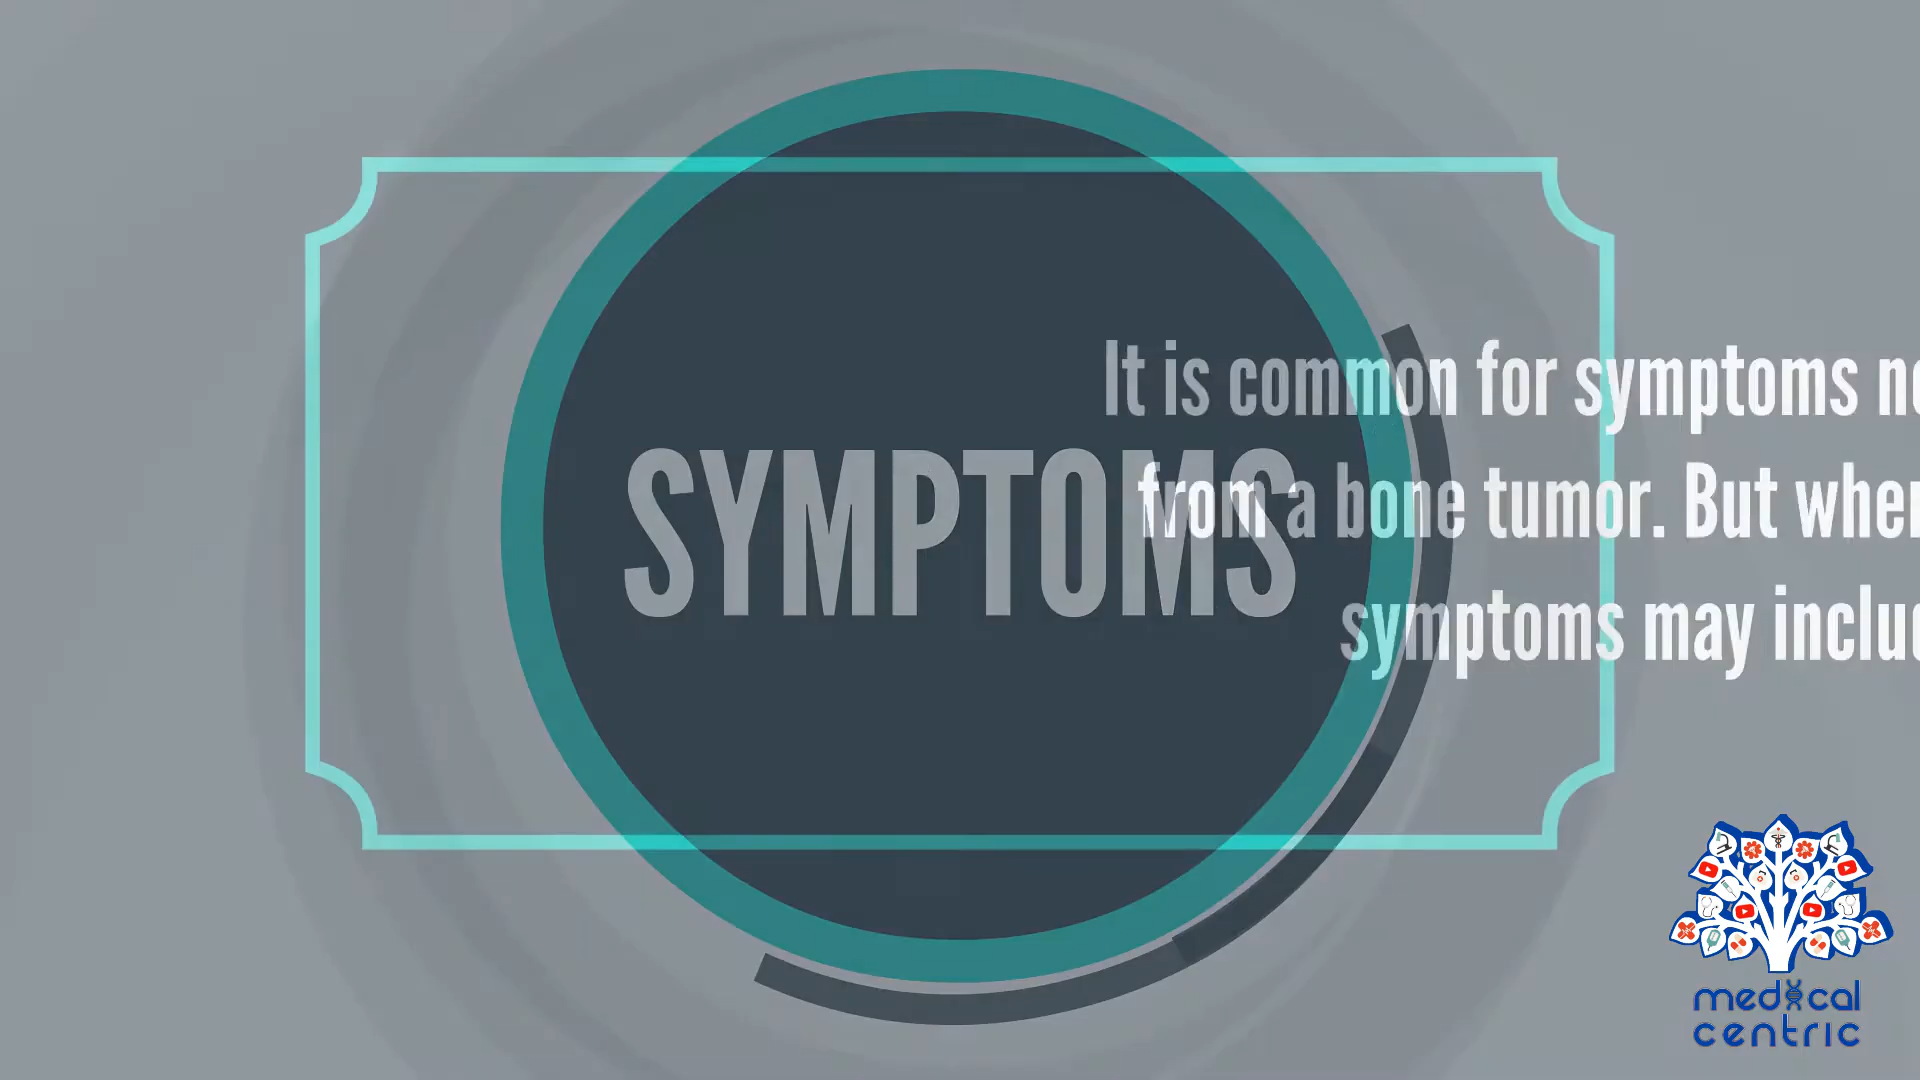 SYMPTOMS
It is common for symptoms
from a bone tumor. But
symptoms may
medical
centric